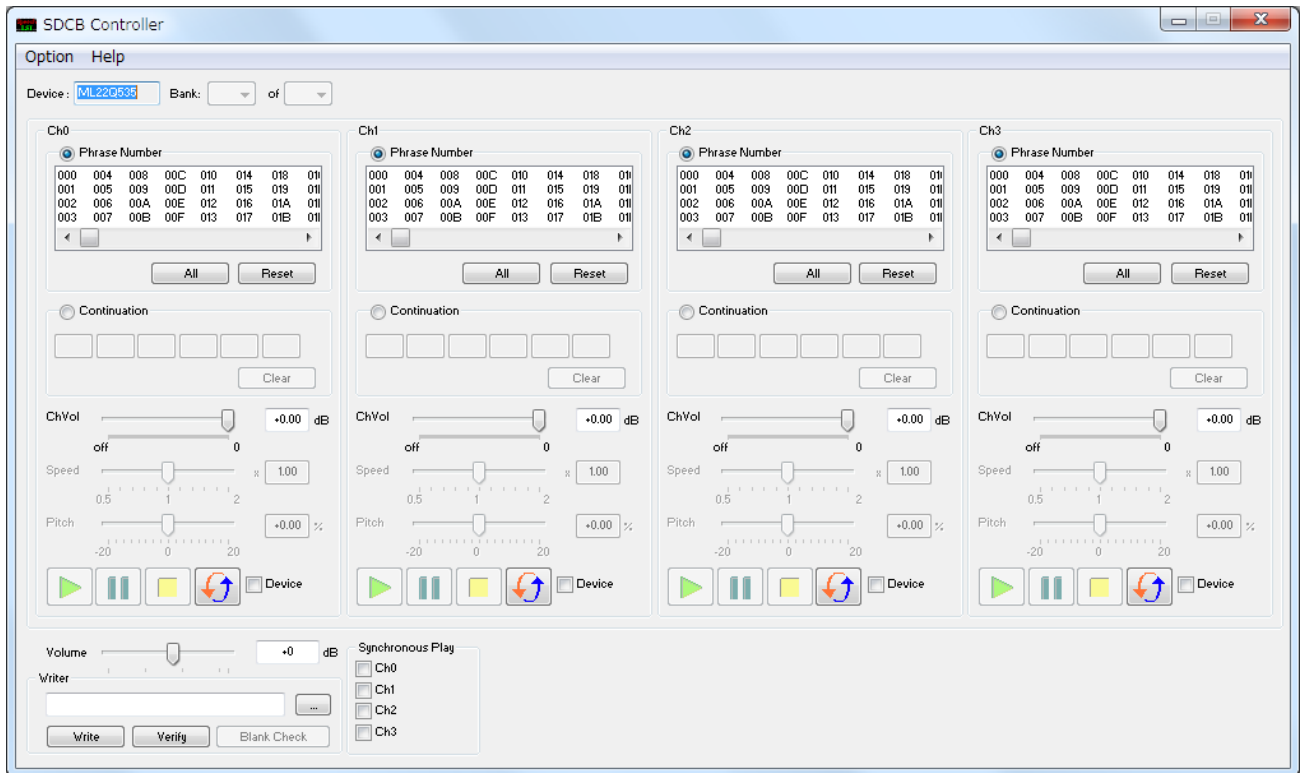 SDCB Controller
Option Help
Device : ML22Q535 Bank: of
Ch0
Phrase Number
000 004 008 00C 010 014 018
001 005 009 00D 011 015 019
002 006 00A 00E 012 016 01A
003 007 00B 00F 013 017 01B
All Reset
Continuation
Clear
ChVol +0.00 dB
off 0
Speed x 1.00
0.5 1 2
Pitch +0.00 %
-20 0 20
Device
Ch1
Phrase Number
000 004 008 00C 010 014 018
001 005 009 00D 011 015 019
002 006 00A 00E 012 016 01A
003 007 00B 00F 013 017 01B
All Reset
Continuation
Clear
ChVol +0.00 dB
off 0
Speed x 1.00
0.5 1 2
Pitch +0.00 %
-20 0 20
Device
Ch2
Phrase Number
000 004 008 00C 010 014 018
001 005 009 00D 011 015 019
002 006 00A 00E 012 016 01A
003 007 00B 00F 013 017 01B
All Reset
Continuation
Clear
ChVol +0.00 dB
off 0
Speed x 1.00
0.5 1 2
Pitch +0.00 %
-20 0 20
Device
Ch3
Phrase Number
000 004 008 00C 010 014 018
001 005 009 00D 011 015 019
002 006 00A 00E 012 016 01A
003 007 00B 00F 013 017 01B
All Reset
Continuation
Clear
ChVol +0.00 dB
off 0
Speed x 1.00
0.5 1 2
Pitch +0.00 %
-20 0 20
Device
Volume +0 dB
Writer
...
Write Verify Blank Check
Synchronous Play
Ch0
Ch1
Ch2
Ch3